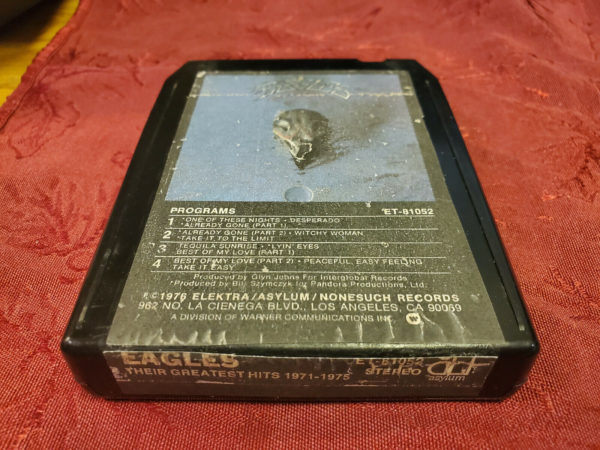 EAGLES
PROGRAMS ET-81052
1 *ONE OF THESE NIGHTS • DESPERADO*
*ALREADY GONE (PART 1)
2 *ALREADY GONE (PART 2) • WITCHY WOMAN
TAKE IT TO THE LIMIT
3 TEQUILA SUNRISE • *LYIN' EYES
BEST OF MY LOVE (PART 1)
4 BEST OF MY LOVE (PART 2) • PEACEFUL EASY FEELING
TAKE IT EASY
Produced by Glyn Johns For Interglobal Records
*Produced by Bill Szymczyk for Pandora Productions, Ltd.
℗© 1976 ELEKTRA/ASYLUM/NONESUCH RECORDS
962 NO. LA CIENEGA BLVD., LOS ANGELES, CA 90069
A DIVISION OF WARNER COMMUNICATIONS INC.
EAGLES ET-81052
THEIR GREATEST HITS 1971-1975 STEREO asylum